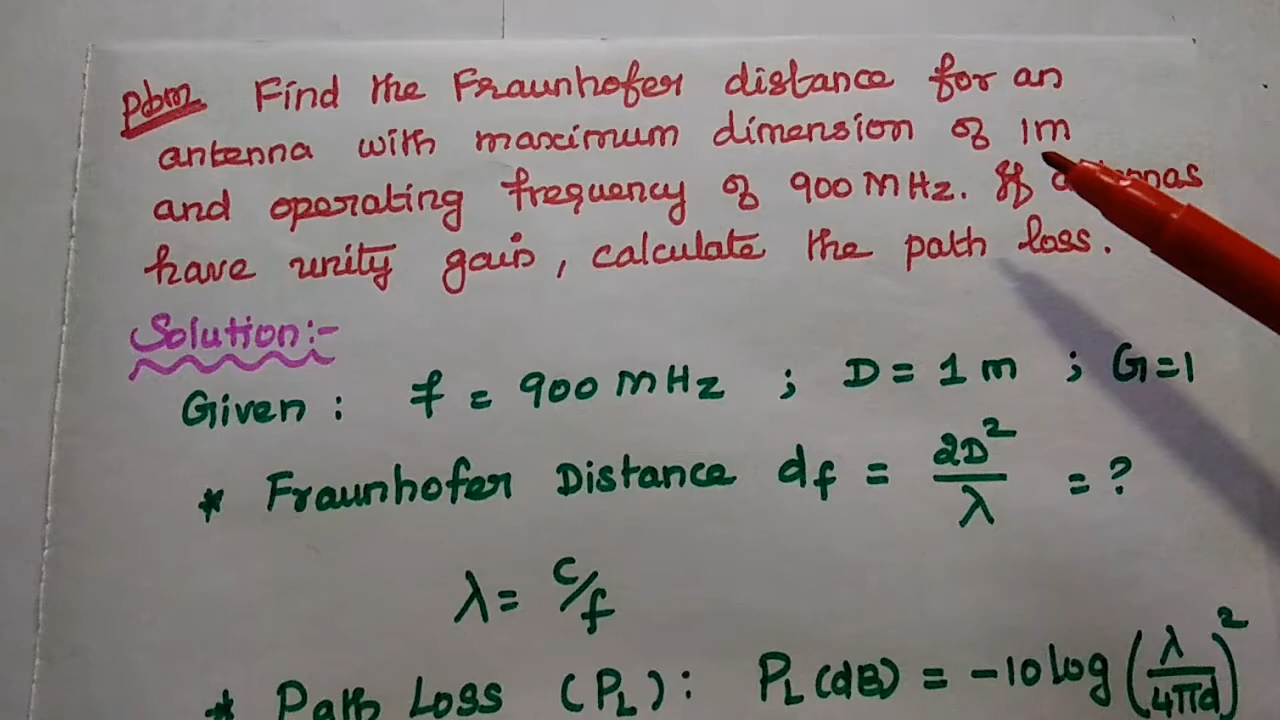 Pbm Find the Fraunhofer distance for an
antenna with maximum dimension of 1m
and operating frequency of 900 MHz. If
have unity gain, calculate the path loss.
Solution:-
Given : f = 900 MHz ; D = 1 m ; G=1
* Fraunhofer Distance df = 2D²/λ = ?
λ = c/f
* Path Loss (PL) : PL (dB) = -10 log (λ/4πd)²